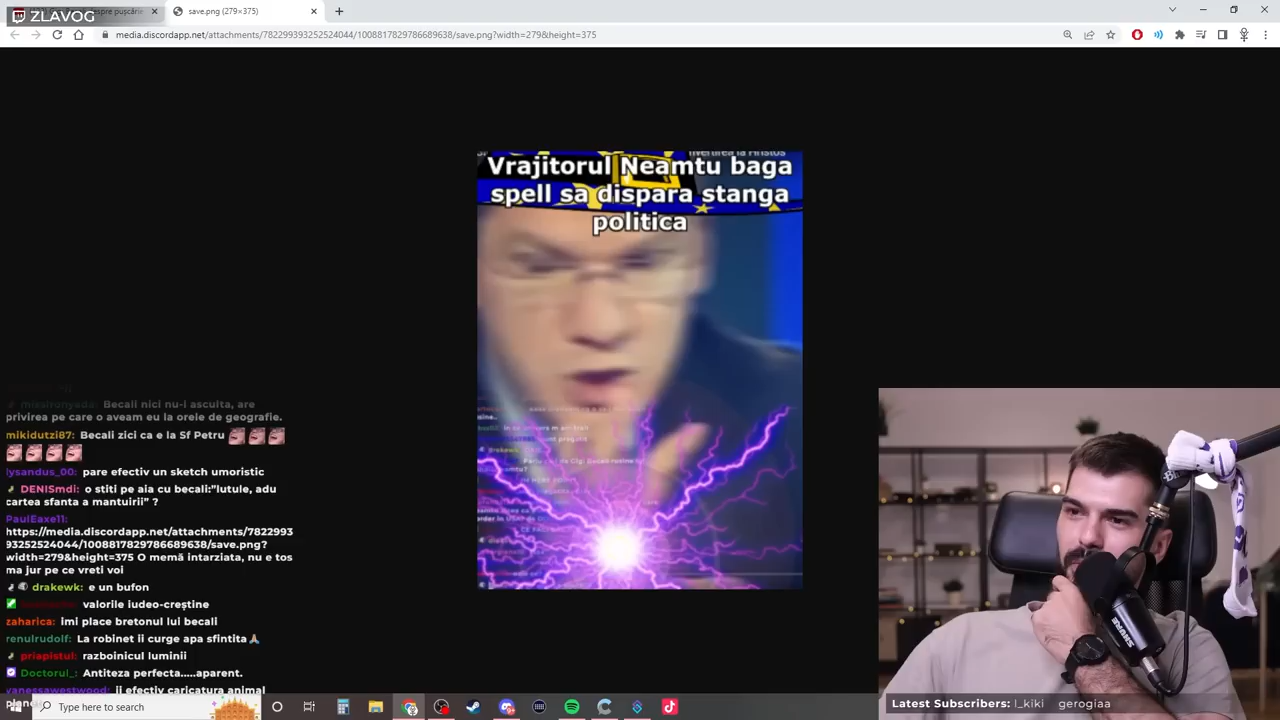 ZLAVOG
save.png (279×375)
media.discordapp.net/attachments/782299393252524044/1008817829786689638/save.png?width=279&height=375
Vrajitorul Neamtu baga
spell sa dispara stanga
politica
Becali nici nu-i asculta, are
privirea pe care o aveam eu la orele de geografie.
mikidutzi87: Becali zici ca e la Sf Petru
lysandus_00: pare efectiv un sketch umoristic
DENISmdi: o stiti pe aia cu becali:"lutule, adu
cartea sfanta a mantuirii" ?
PaulEaxe11:
https://media.discordapp.net/attachments/7822993
93252524044/1008817829786689638/save.png?
width=279&height=375 O memă intarziata, nu e tos
ma jur pe ce vreti voi
drakewk: e un bufon
valorile iudeo-creștine
zaharica: imi place bretonul lui becali
renulrudolf: La robinet ii curge apa sfintita
priapistul: razboinicul luminii
Doctorul_: Antiteza perfecta.....aparent.
vanessawestwood: ii efectiv caricatura animal
Type here to search
SHURE
Latest Subscribers: l_kiki gerogiaa